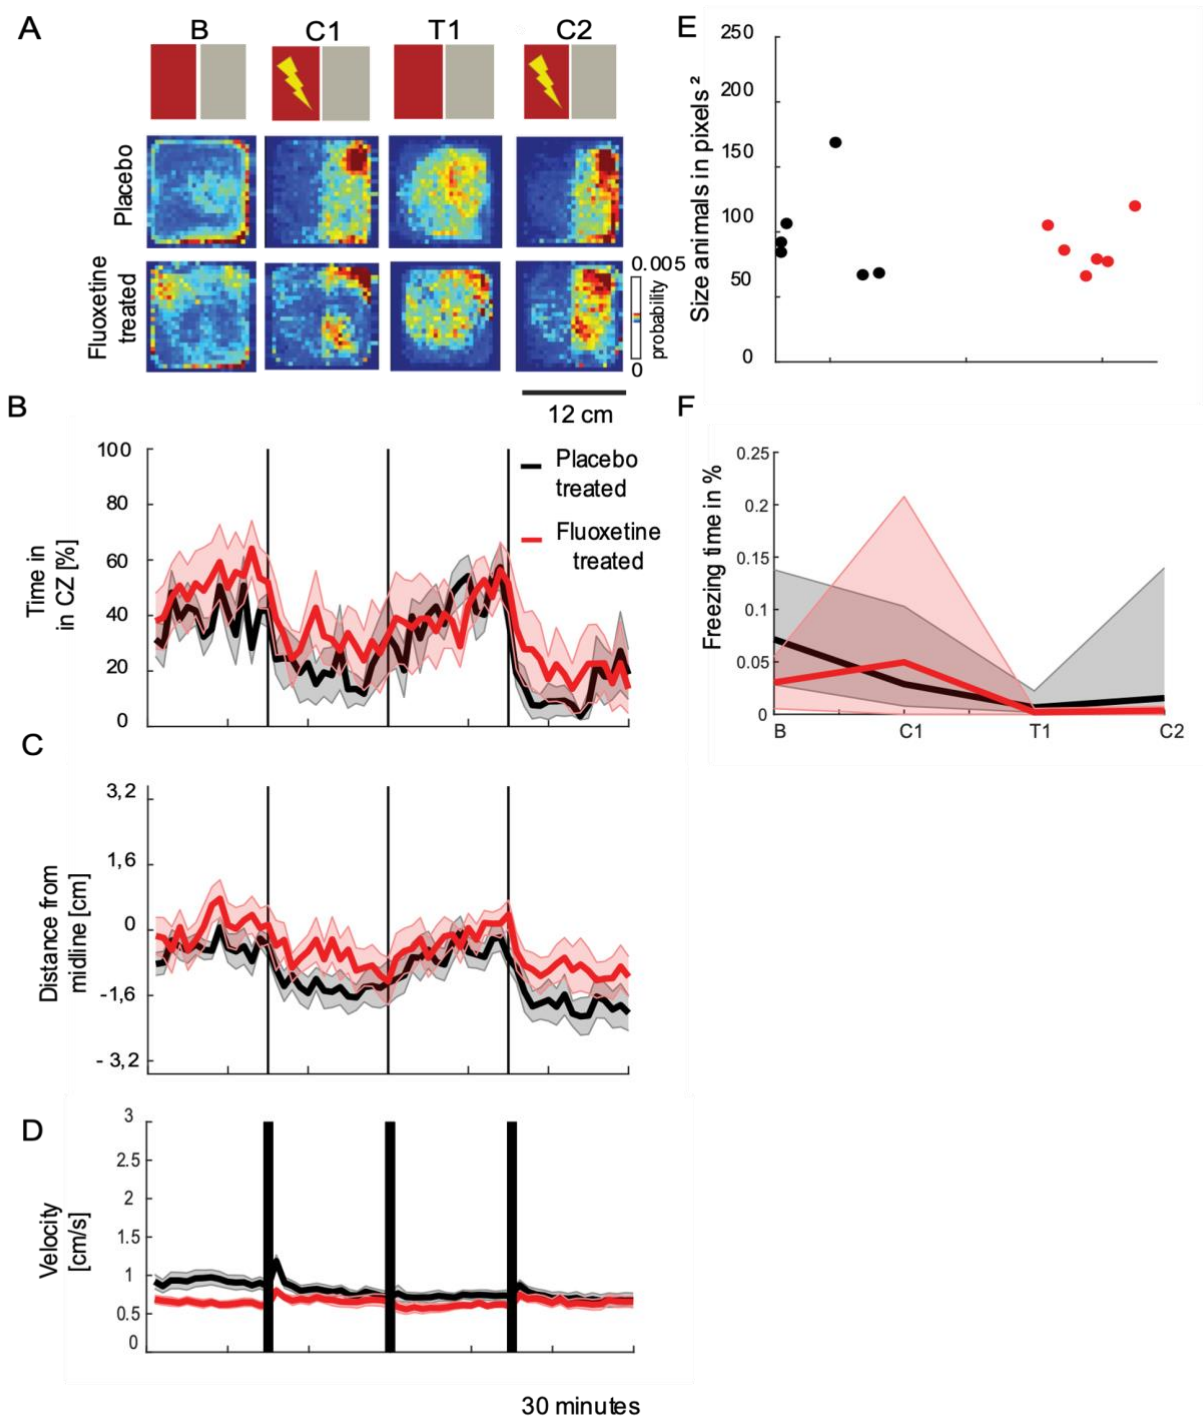 A
B
C1
T1
C2
Placebo
Fluoxetine
treated
0.005
probability
0
12 cm
E
250
200
150
100
50
0
Size animals in pixels ²
B
100
80
60
40
20
0
Time in
in CZ [%]
Placebo
treated
Fluoxetine
treated
F
0.25
0.2
0.15
0.1
0.05
0
Freezing time in %
B
C1
T1
C2
C
3,2
1,6
0
-16
- 3,2
Distance from
midline [cm]
D
3
2.5
2
1.5
1
0.5
0
Velocity
[cm/s]
30 minutes